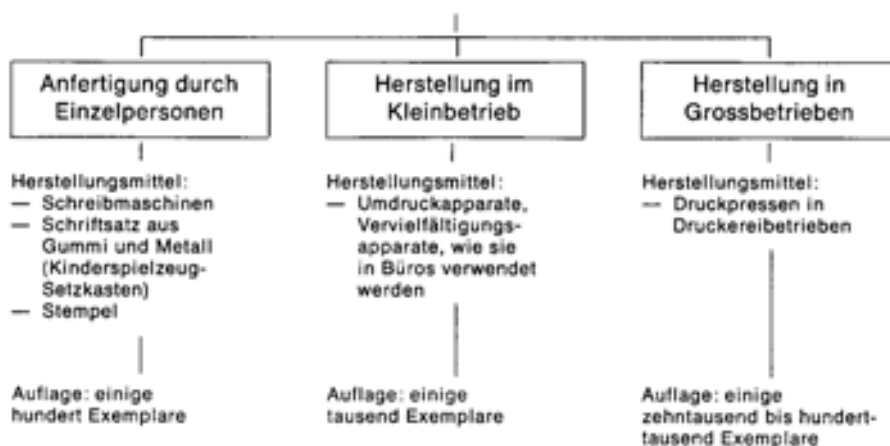 Anfertigung durch
Einzelpersonen
Herstellungsmittel:
— Schreibmaschinen
— Schriftsatz aus
Gummi und Metall
(Kinderspielzeug-
Setzkasten)
— Stempel
Auflage: einige
hundert Exemplare
Herstellung im
Kleinbetrieb
Herstellungsmittel:
— Umdruckapparate,
Vervielfältigungs-
apparate, wie sie
in Büros verwendet
werden
Auflage: einige
tausend Exemplare
Herstellung in
Grossbetrieben
Herstellungsmittel:
— Druckpressen in
Druckereibetrieben
Auflage: einige
zehntausend bis hundert-
tausend Exemplare